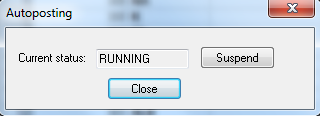 Autoposting
Current status: RUNNING Suspend
Close